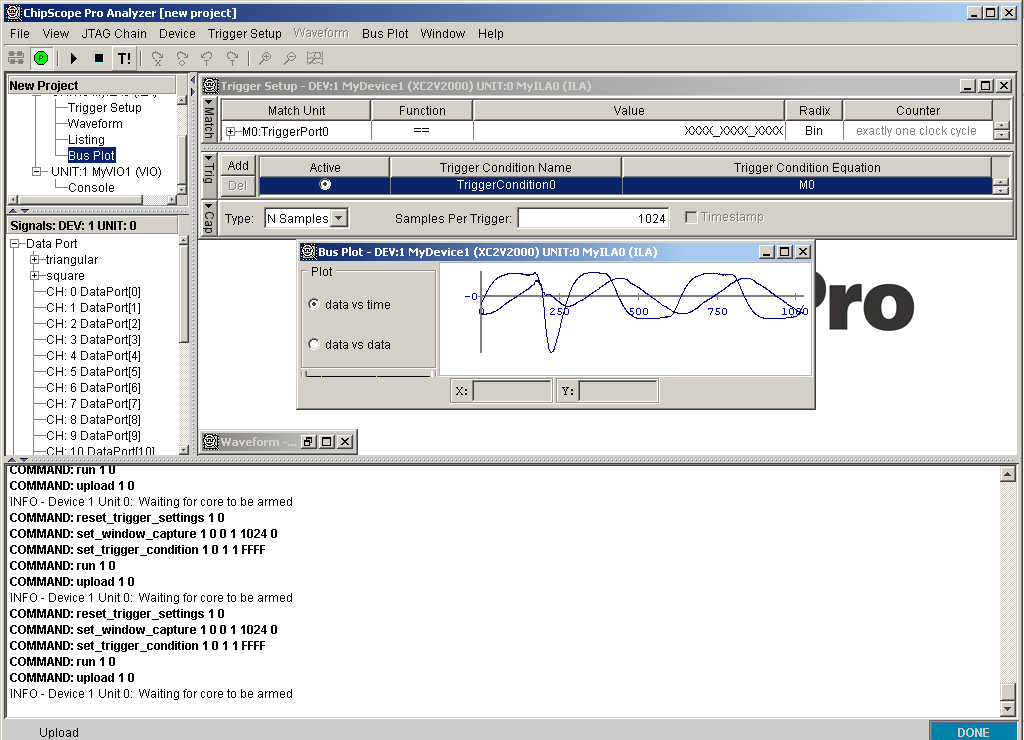 ChipScope Pro Analyzer [new project]
File View JTAG Chain Device Trigger Setup Waveform Bus Plot Window Help
P T!
New Project
Trigger Setup
Waveform
Listing
Bus Plot
UNIT:1 MyVIO1 (VIO)
Console
Signals: DEV: 1 UNIT: 0
Data Port
triangular
square
CH: 0 DataPort[0]
CH: 1 DataPort[1]
CH: 2 DataPort[2]
CH: 3 DataPort[3]
CH: 4 DataPort[4]
CH: 5 DataPort[5]
CH: 6 DataPort[6]
CH: 7 DataPort[7]
CH: 8 DataPort[8]
CH: 9 DataPort[9]
CH: 10 DataPort[10]
Trigger Setup - DEV:1 MyDevice1 (XC2V2000) UNIT:0 MyILA0 (ILA)
Match
Match Unit Function Value Radix Counter
M0:TriggerPort0 == XXXX_XXXX_XXXX Bin exactly one clock cycle
Trig
Add Active Trigger Condition Name Trigger Condition Equation
Del TriggerCondition0 M0
Cap
Type: N Samples Samples Per Trigger: 1024 Timestamp
Bus Plot - DEV:1 MyDevice1 (XC2V2000) UNIT:0 MyILA0 (ILA)
Plot
data vs time
data vs data
-0
0 250 500 750 1000
X: Y:
Pro
Waveform -...
COMMAND: run 1 0
COMMAND: upload 1 0
INFO - Device 1 Unit 0: Waiting for core to be armed
COMMAND: reset_trigger_settings 1 0
COMMAND: set_window_capture 1 0 0 1 1024 0
COMMAND: set_trigger_condition 1 0 1 1 FFFF
COMMAND: run 1 0
COMMAND: upload 1 0
INFO - Device 1 Unit 0: Waiting for core to be armed
COMMAND: reset_trigger_settings 1 0
COMMAND: set_window_capture 1 0 0 1 1024 0
COMMAND: set_trigger_condition 1 0 1 1 FFFF
COMMAND: run 1 0
COMMAND: upload 1 0
INFO - Device 1 Unit 0: Waiting for core to be armed
Upload DONE